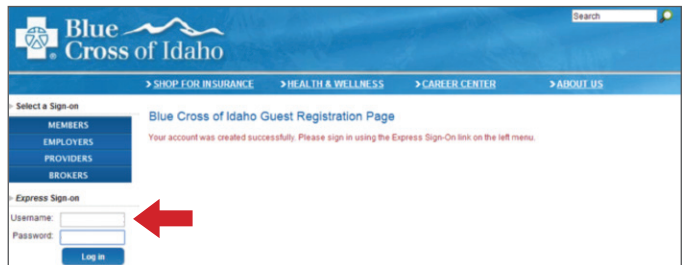 Blue
Cross of Idaho
Search
> SHOP FOR INSURANCE > HEALTH & WELLNESS > CAREER CENTER > ABOUT US
Select a Sign-on
MEMBERS
EMPLOYERS
PROVIDERS
BROKERS
Blue Cross of Idaho Guest Registration Page
Your account was created successfully. Please sign in using the Express Sign-On link on the left menu.
Express Sign-on
Username:
Password:
Log in